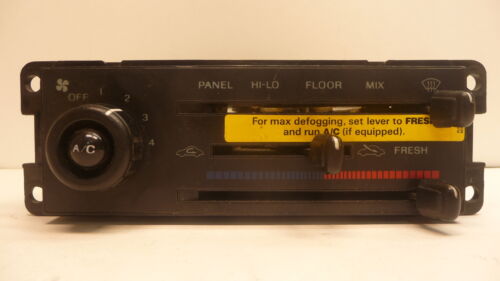 PANEL HI-LO FLOOR MIX
OFF 1 2 3 4
A/C
For max defogging, set lever to FRESH
and run A/C (if equipped).
FRESH